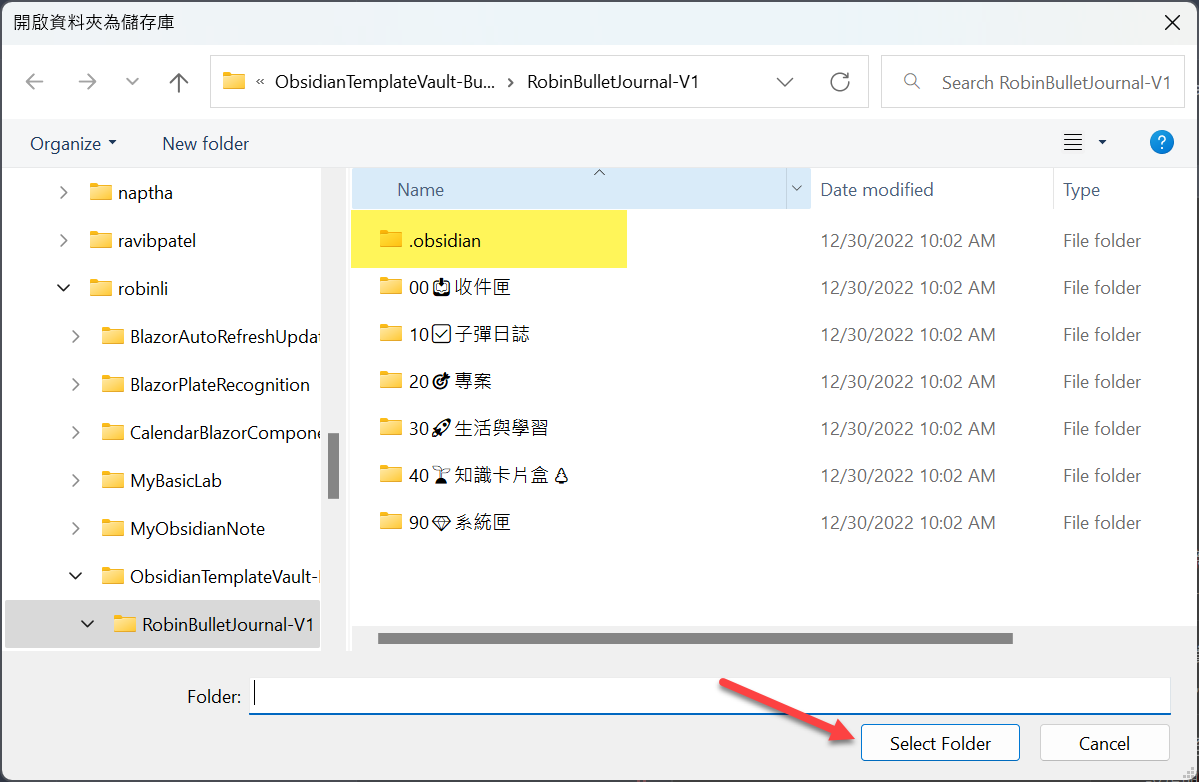 開啟資料夾為儲存庫
« ObsidianTemplateVault-Bu... › RobinBulletJournal-V1
Search RobinBulletJournal-V1
Organize
New folder
naptha
ravibpatel
robinli
BlazorAutoRefreshUpdat
BlazorPlateRecognition
CalendarBlazorCompone
MyBasicLab
MyObsidianNote
ObsidianTemplateVault-
RobinBulletJournal-V1
Name Date modified Type
.obsidian 12/30/2022 10:02 AM File folder
00📥收件匣 12/30/2022 10:02 AM File folder
10☑子彈日誌 12/30/2022 10:02 AM File folder
20🎯專案 12/30/2022 10:02 AM File folder
30🚀生活與學習 12/30/2022 10:02 AM File folder
40🌱知識卡片盒🌲 12/30/2022 10:02 AM File folder
90💎系統匣 12/30/2022 10:02 AM File folder
Folder:
Select Folder
Cancel